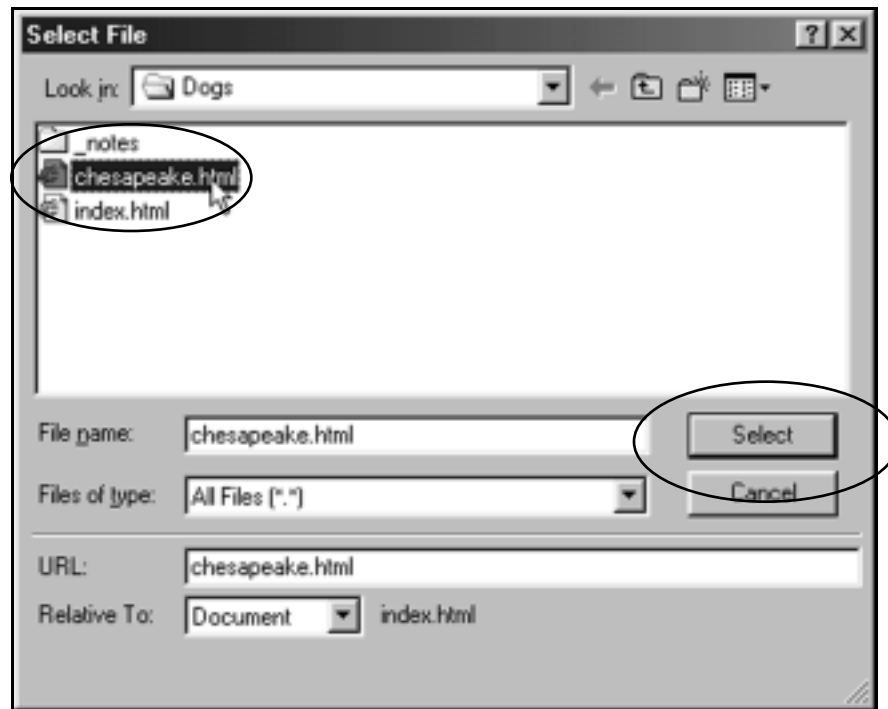 Select File
Look in: Dogs
_notes
chesapeake.html
index.html
File name: chesapeake.html Select
Files of type: All Files (*.*) Cancel
URL: chesapeake.html
Relative To: Document index.html